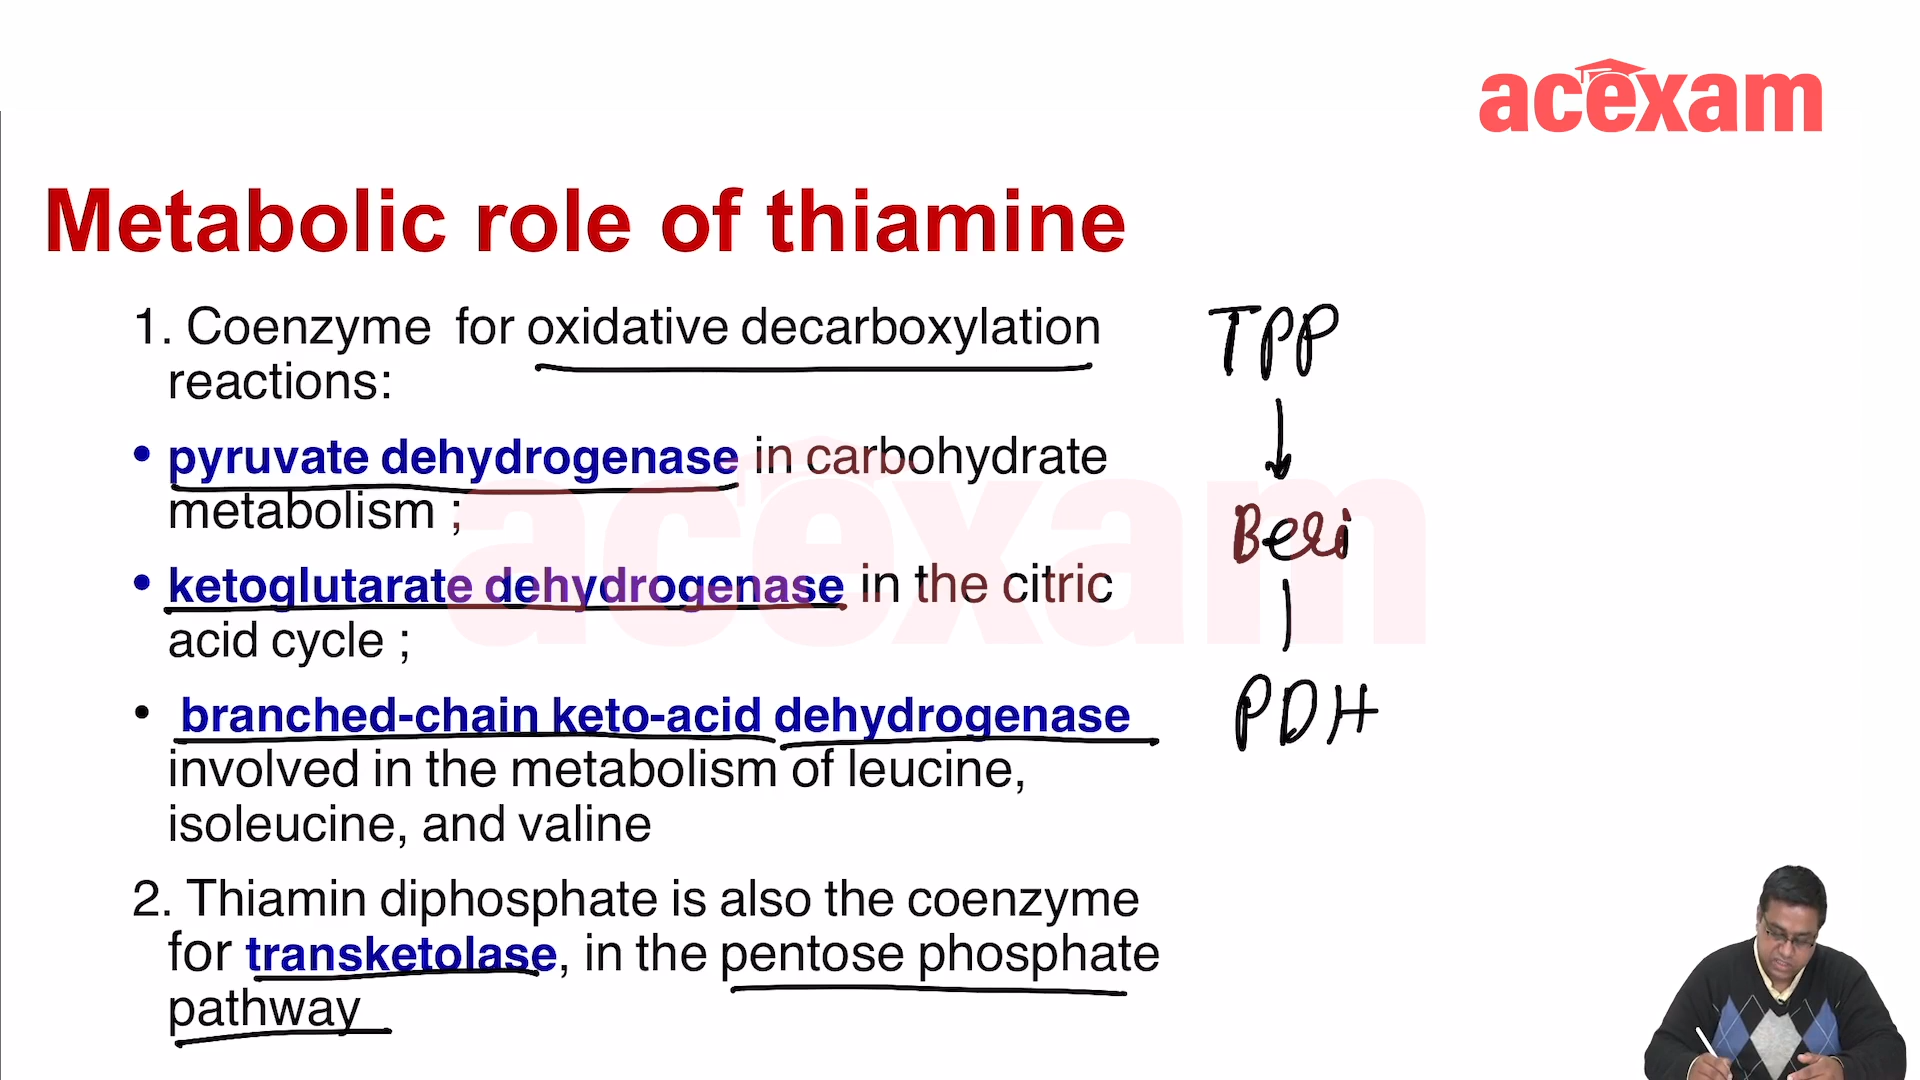 acexam
Metabolic role of thiamine
1. Coenzyme for oxidative decarboxylation
reactions:
• pyruvate dehydrogenase in carbohydrate
metabolism ;
• ketoglutarate dehydrogenase in the citric
acid cycle ;
• branched-chain keto-acid dehydrogenase
involved in the metabolism of leucine,
isoleucine, and valine
2. Thiamin diphosphate is also the coenzyme
for transketolase, in the pentose phosphate
pathway
TPP
Beri
PDH
acexam